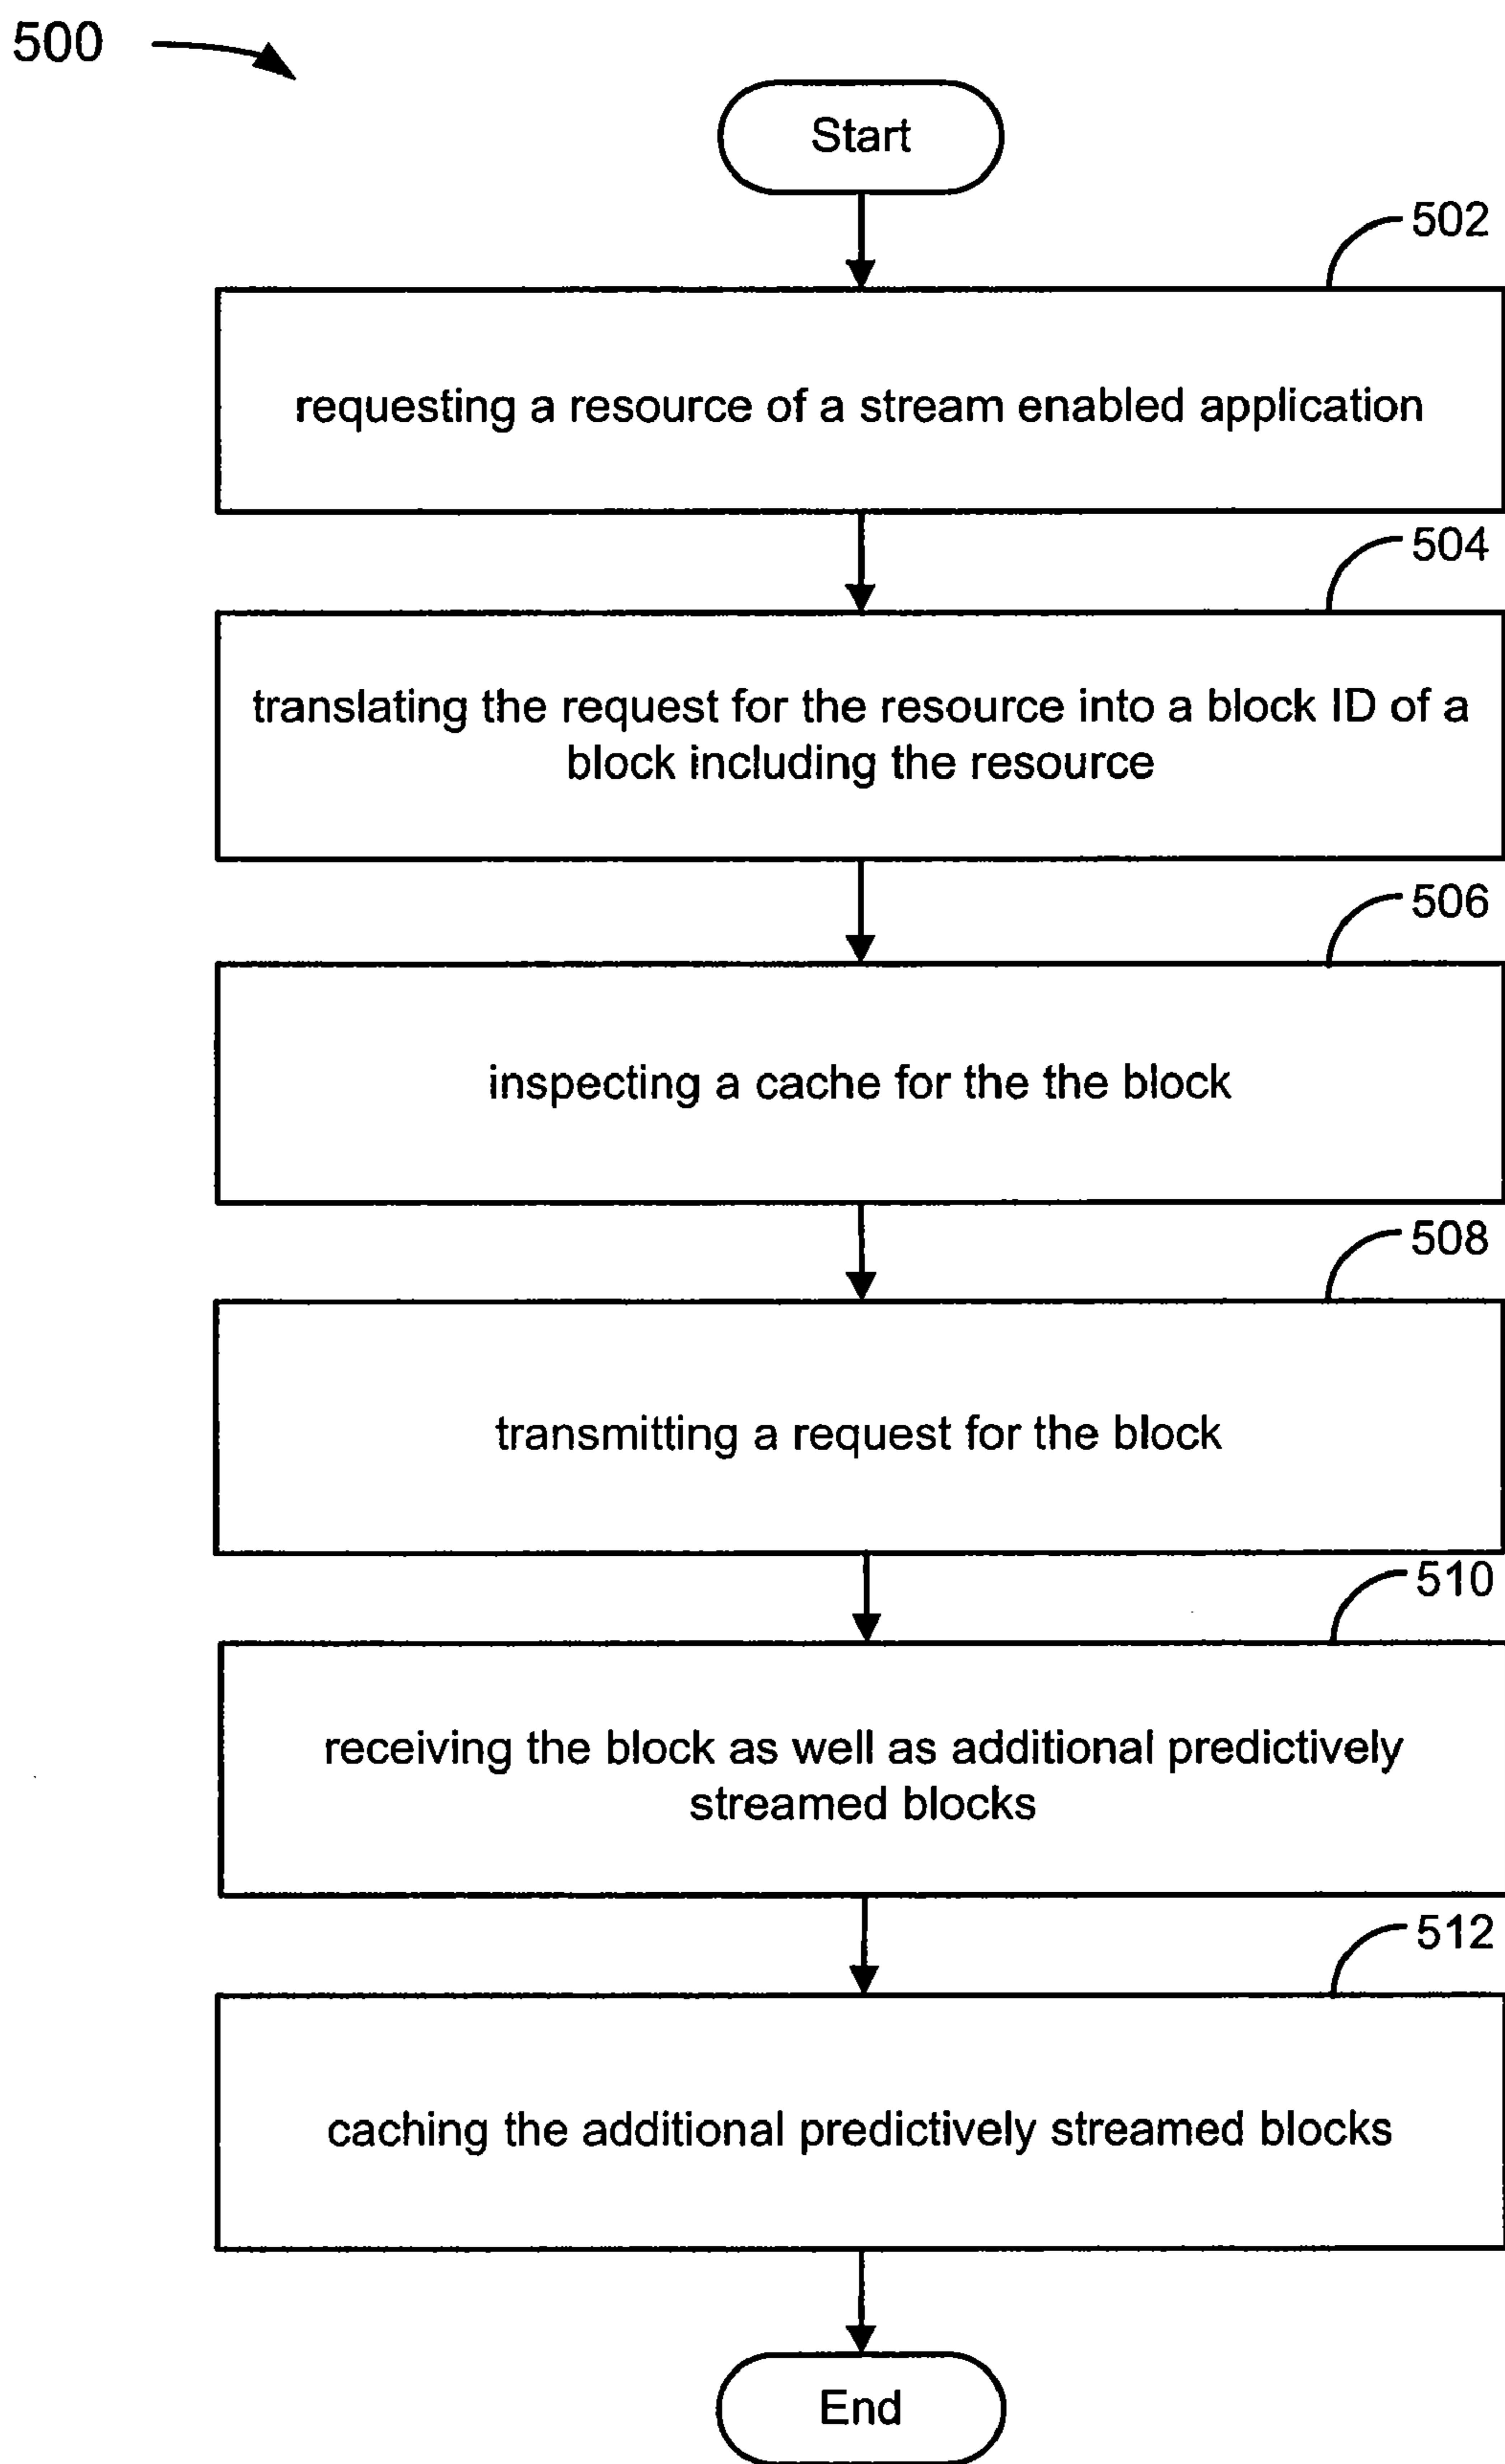 500
Start
502
requesting a resource of a stream enabled application
504
translating the request for the resource into a block ID of a
block including the resource
506
inspecting a cache for the the block
508
transmitting a request for the block
510
receiving the block as well as additional predictively
streamed blocks
512
caching the additional predictively streamed blocks
End